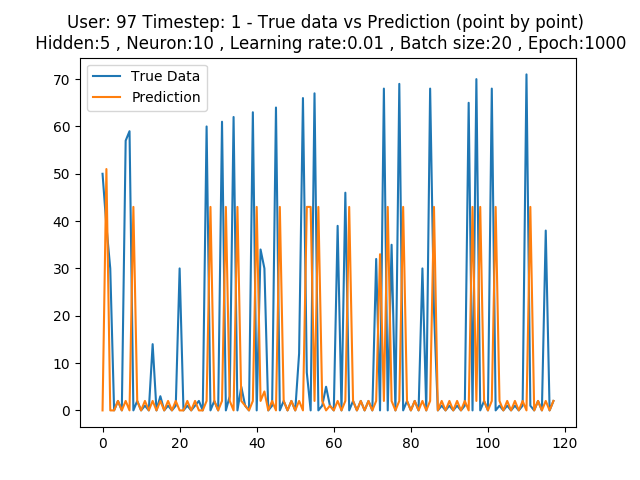 User: 97 Timestep: 1 - True data vs Prediction (point by point)
Hidden:5 , Neuron:10 , Learning rate:0.01 , Batch size:20 , Epoch:1000
True Data
Prediction
70
60
50
40
30
20
10
0
0 20 40 60 80 100 120